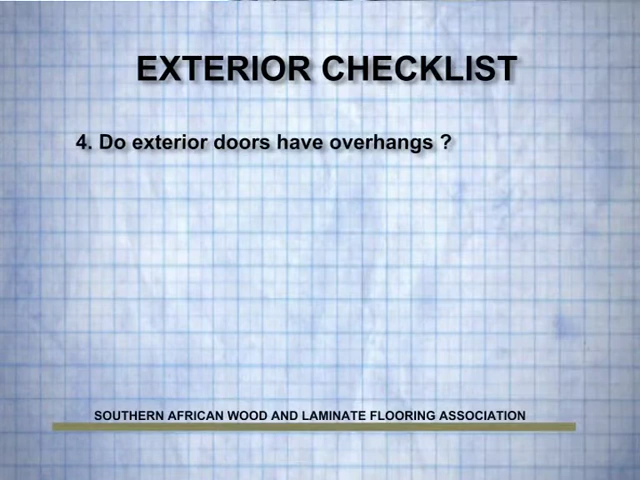 EXTERIOR CHECKLIST
4. Do exterior doors have overhangs ?
SOUTHERN AFRICAN WOOD AND LAMINATE FLOORING ASSOCIATION